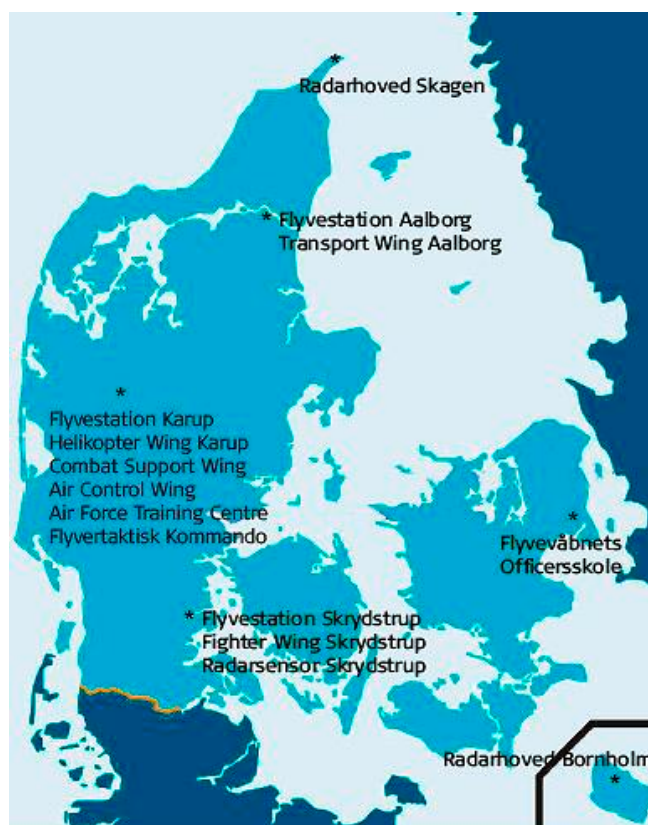 *
Radarhoved Skagen
* Flyvestation Aalborg
Transport Wing Aalborg
*
Flyvestation Karup
Helikopter Wing Karup
Combat Support Wing
Air Control Wing
Air Force Training Centre
Flyvertaktisk Kommando
*
Flyvevåbnets
Officersskole
* Flyvestation Skrydstrup
Fighter Wing Skrydstrup
Radarsensor Skrydstrup
Radarhoved Bornholm
*